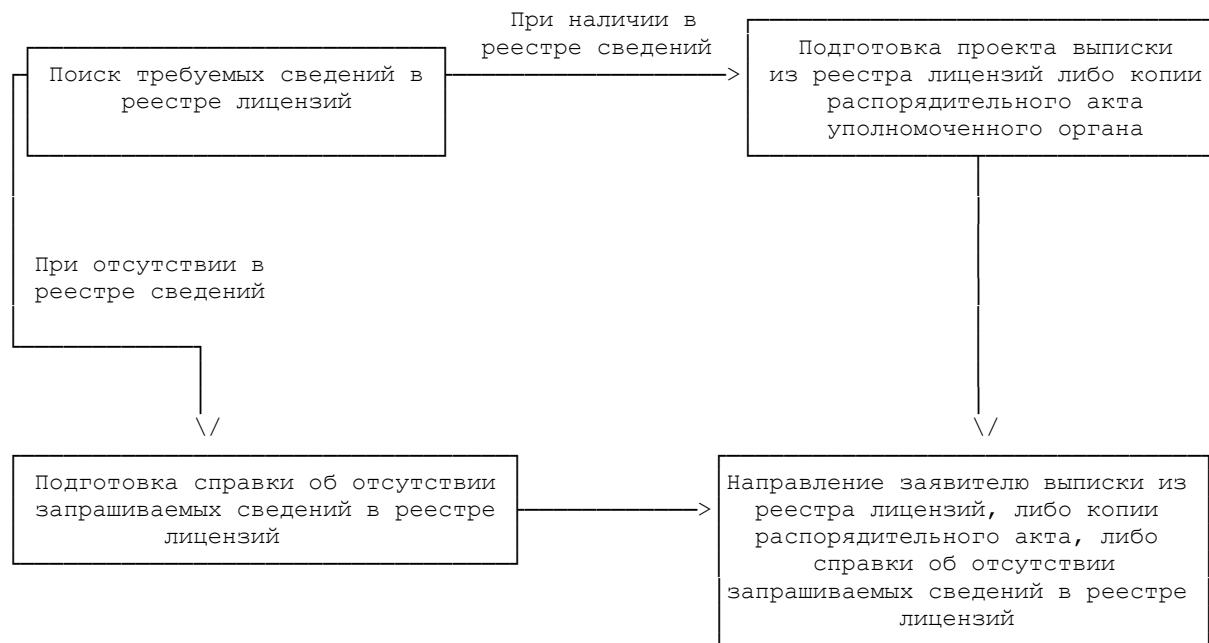 При наличии в
реестре сведений
Поиск требуемых сведений в
реестре лицензий
Подготовка проекта выписки
из реестра лицензий либо копии
распорядительного акта
уполномоченного органа
При отсутствии в
реестре сведений
Подготовка справки об отсутствии
запрашиваемых сведений в реестре
лицензий
Направление заявителю выписки из
реестра лицензий, либо копии
распорядительного акта, либо
справки об отсутствии
запрашиваемых сведений в реестре
лицензий